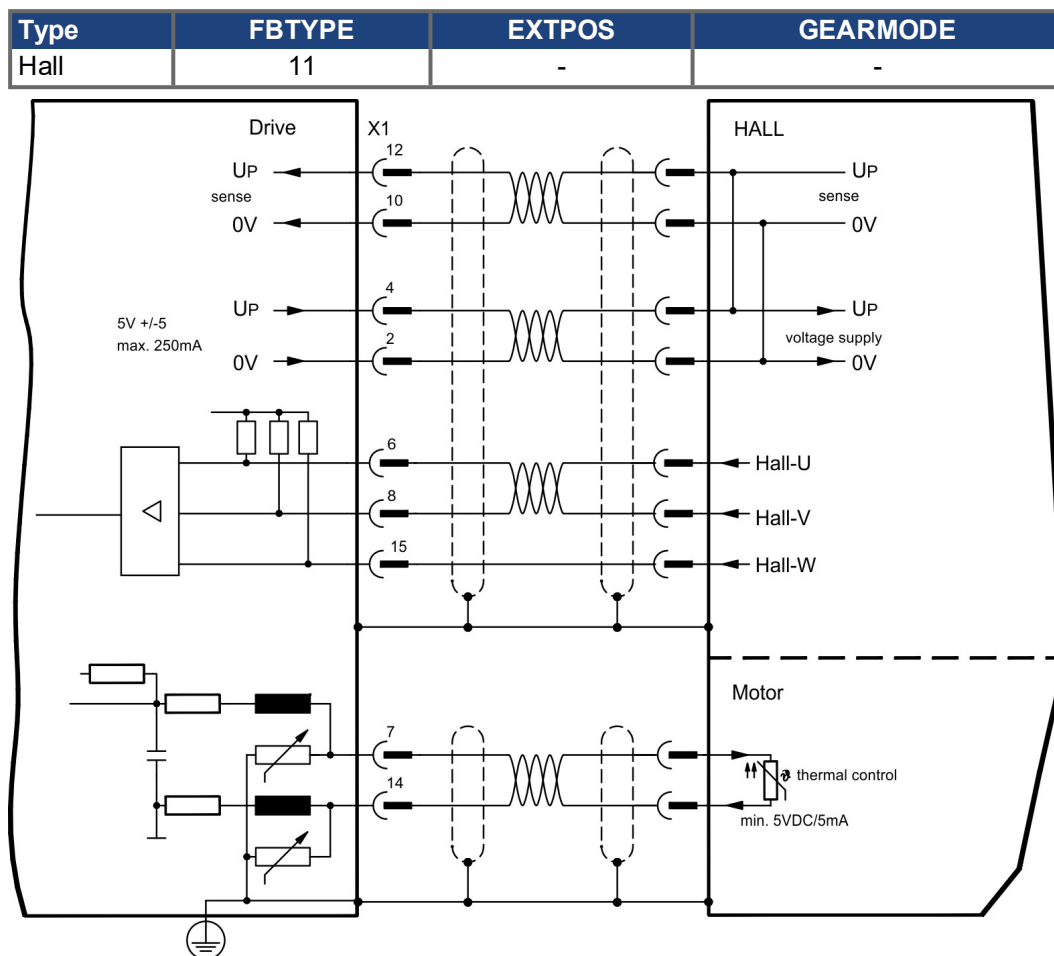 Type FBTYPE EXTPOS GEARMODE
Hall 11 - -
Drive X1 HALL
12
UP UP
sense sense
10
0V 0V
4
UP UP
5V +/-5
max. 250mA voltage supply
2
0V 0V
6
Hall-U
8
Hall-V
15
Hall-W
Motor
7
thermal control
14
min. 5VDC/5mA